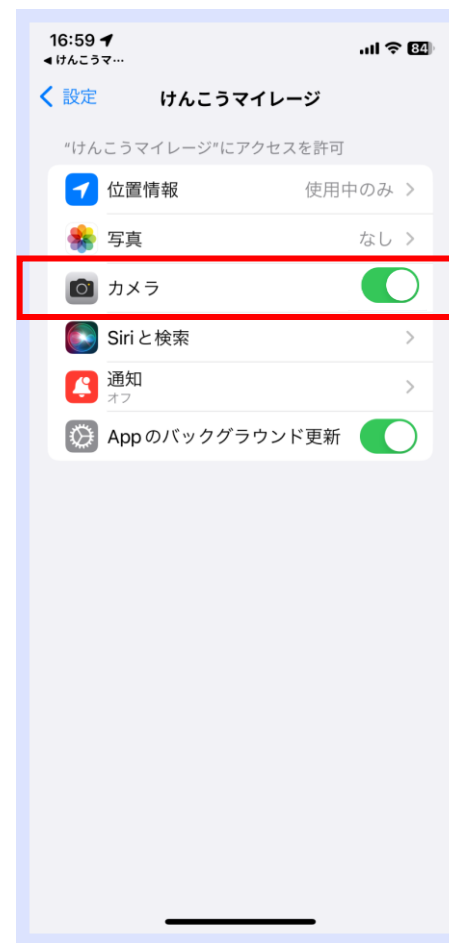 16:59
84
◀けんこうマ…
設定 けんこうマイレージ
“けんこうマイレージ”にアクセスを許可
位置情報 使用中のみ
写真 なし
カメラ
Siriと検索
通知
オフ
Appのバックグラウンド更新